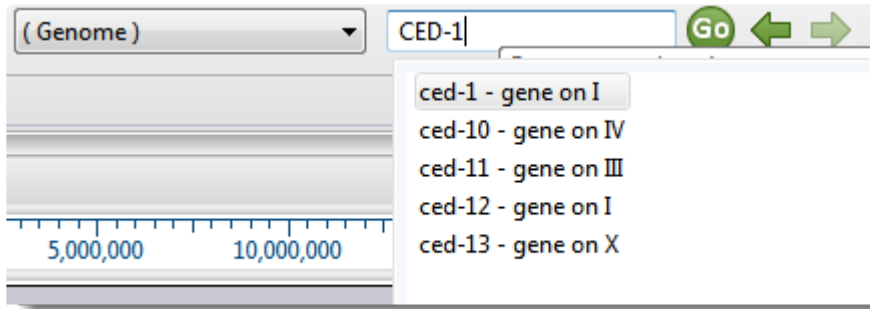 ( Genome ) CED-1 Go
ced-1 - gene on I
ced-10 - gene on IV
ced-11 - gene on III
ced-12 - gene on I
ced-13 - gene on X
5,000,000 10,000,000